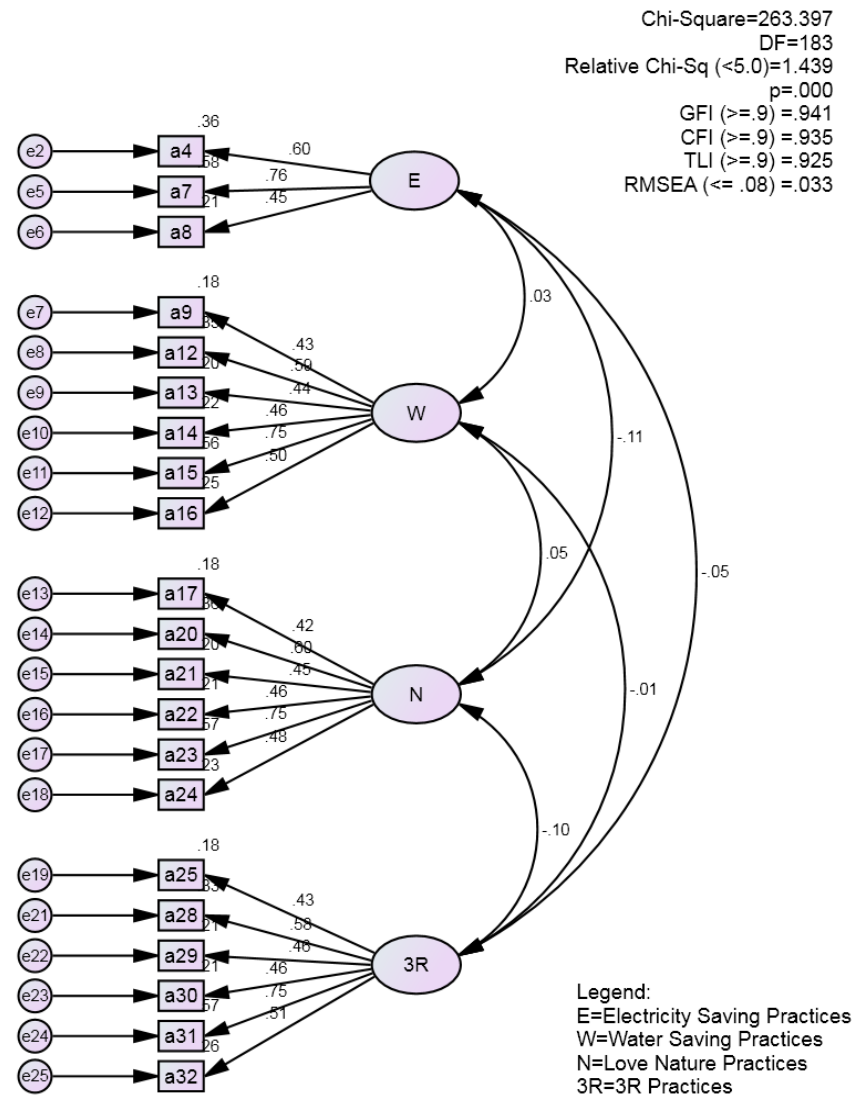 Chi-Square=263.397
DF=183
Relative Chi-Sq (<5.0)=1.439
p=.000
GFI (>=.9) =.941
CFI (>=.9) =.935
TLI (>=.9) =.925
RMSEA (<= .08) =.033
.36
e2 a4 .60 E
.58
e5 a7 .76
.21
e6 a8 .45
.03
.18
e7 a9 .43
e8 a12
.20
e9 a13 .44 W
.22
e10 a14 .46
-.11
.56
e11 a15 .75
.25
e12 a16 .50
.05
-.05
.18
e13 a17 .42
e14 a20 .60
.20
e15 a21 .45
.21
e16 a22 .46 N
-.01
.57
e17 a23 .75
.23
e18 a24 .48
-.10
.18
e19 a25 .43
.33
e21 a28 .58
.21
e22 a29 .46 3R
.21
e23 a30 .46
.57
e24 a31 .75
.26
e25 a32 .51
Legend:
E=Electricity Saving Practices
W=Water Saving Practices
N=Love Nature Practices
3R=3R Practices